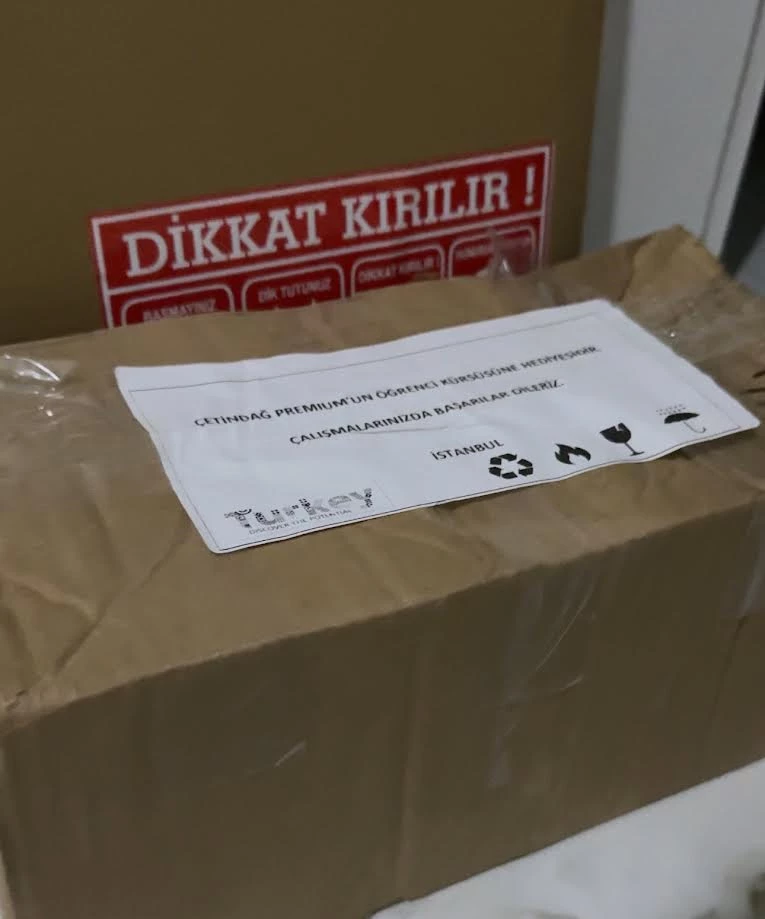 DİKKAT KIRILIR !
BASMAYINIZ
DİK TUTUNUZ
DİKKAT KIRILIR !
ÇETİNDAĞ PREMIUM'UN ÖĞRENCİ KÜRSÜSÜNE HEDİYESİDİR.
ÇALIŞMALARINIZDA BAŞARILAR DİLERİZ.
İSTANBUL
Turkey
DISCOVER THE POTENTIAL